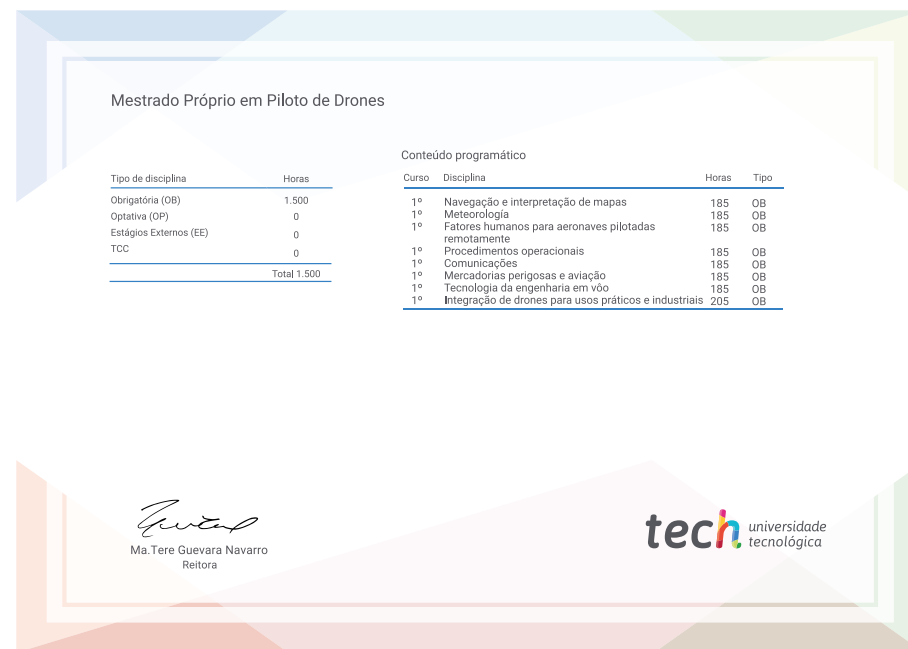 Mestrado Próprio em Piloto de Drones
Tipo de disciplina Horas
Obrigatória (OB) 1.500
Optativa (OP) 0
Estágios Externos (EE) 0
TCC 0
Total 1.500
Conteúdo programático
Curso Disciplina Horas Tipo
1º Navegação e interpretação de mapas 185 OB
1º Meteorología 185 OB
1º Fatores humanos para aeronaves pilotadas 185 OB
remotamente
1º Procedimentos operacionais 185 OB
1º Comunicações 185 OB
1º Mercadorias perigosas e aviação 185 OB
1º Tecnologia da engenharia em vôo 185 OB
1º Integração de drones para usos práticos e industriais 205 OB
Ma.Tere Guevara Navarro
Reitora
tech universidade
tecnológica